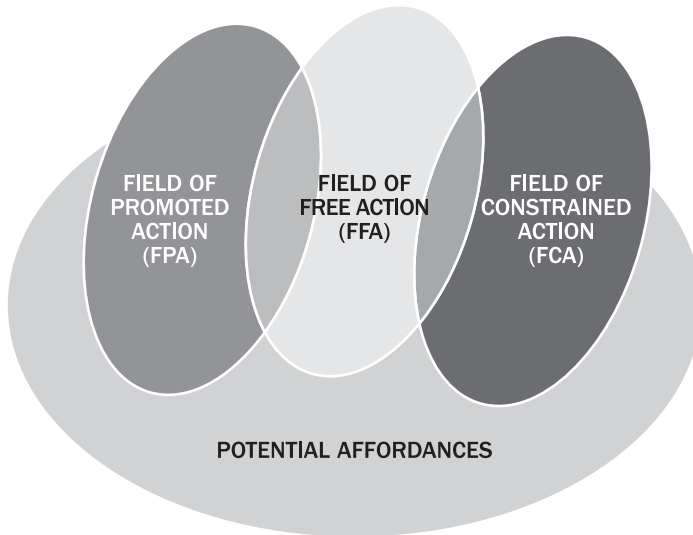 FIELD OF
PROMOTED
ACTION
(FPA)
FIELD OF
FREE ACTION
(FFA)
FIELD OF
CONSTRAINED
ACTION
(FCA)
POTENTIAL AFFORDANCES